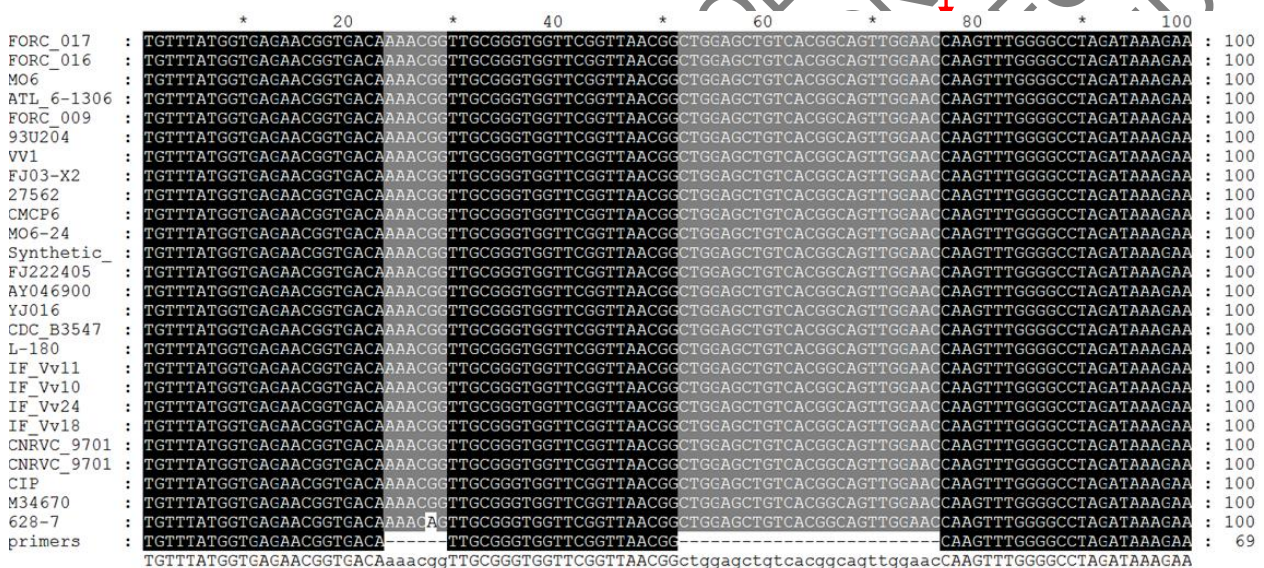 * 20 * 40 * 60 * 80 * 100
FORC_017 : TGTTTATGGTGAGAACGGTGACAAAACGGTTGCGGGTGGTTCGGTTAACGGCTGGAGCTGTCACGGCAGTTGGAACCAAGTTTGGGGCCTAGATAAAGAA : 100
FORC_016 : TGTTTATGGTGAGAACGGTGACAAAACGGTTGCGGGTGGTTCGGTTAACGGCTGGAGCTGTCACGGCAGTTGGAACCAAGTTTGGGGCCTAGATAAAGAA : 100
MO6 : TGTTTATGGTGAGAACGGTGACAAAACGGTTGCGGGTGGTTCGGTTAACGGCTGGAGCTGTCACGGCAGTTGGAACCAAGTTTGGGGCCTAGATAAAGAA : 100
ATL_6-1306 : TGTTTATGGTGAGAACGGTGACAAAACGGTTGCGGGTGGTTCGGTTAACGGCTGGAGCTGTCACGGCAGTTGGAACCAAGTTTGGGGCCTAGATAAAGAA : 100
FORC_009 : TGTTTATGGTGAGAACGGTGACAAAACGGTTGCGGGTGGTTCGGTTAACGGCTGGAGCTGTCACGGCAGTTGGAACCAAGTTTGGGGCCTAGATAAAGAA : 100
93U204 : TGTTTATGGTGAGAACGGTGACAAAACGGTTGCGGGTGGTTCGGTTAACGGCTGGAGCTGTCACGGCAGTTGGAACCAAGTTTGGGGCCTAGATAAAGAA : 100
VV1 : TGTTTATGGTGAGAACGGTGACAAAACGGTTGCGGGTGGTTCGGTTAACGGCTGGAGCTGTCACGGCAGTTGGAACCAAGTTTGGGGCCTAGATAAAGAA : 100
FJ03-X2 : TGTTTATGGTGAGAACGGTGACAAAACGGTTGCGGGTGGTTCGGTTAACGGCTGGAGCTGTCACGGCAGTTGGAACCAAGTTTGGGGCCTAGATAAAGAA : 100
27562 : TGTTTATGGTGAGAACGGTGACAAAACGGTTGCGGGTGGTTCGGTTAACGGCTGGAGCTGTCACGGCAGTTGGAACCAAGTTTGGGGCCTAGATAAAGAA : 100
CMCP6 : TGTTTATGGTGAGAACGGTGACAAAACGGTTGCGGGTGGTTCGGTTAACGGCTGGAGCTGTCACGGCAGTTGGAACCAAGTTTGGGGCCTAGATAAAGAA : 100
MO6-24 : TGTTTATGGTGAGAACGGTGACAAAACGGTTGCGGGTGGTTCGGTTAACGGCTGGAGCTGTCACGGCAGTTGGAACCAAGTTTGGGGCCTAGATAAAGAA : 100
Synthetic_ : TGTTTATGGTGAGAACGGTGACAAAACGGTTGCGGGTGGTTCGGTTAACGGCTGGAGCTGTCACGGCAGTTGGAACCAAGTTTGGGGCCTAGATAAAGAA : 100
FJ222405 : TGTTTATGGTGAGAACGGTGACAAAACGGTTGCGGGTGGTTCGGTTAACGGCTGGAGCTGTCACGGCAGTTGGAACCAAGTTTGGGGCCTAGATAAAGAA : 100
AY046900 : TGTTTATGGTGAGAACGGTGACAAAACGGTTGCGGGTGGTTCGGTTAACGGCTGGAGCTGTCACGGCAGTTGGAACCAAGTTTGGGGCCTAGATAAAGAA : 100
YJ016 : TGTTTATGGTGAGAACGGTGACAAAACGGTTGCGGGTGGTTCGGTTAACGGCTGGAGCTGTCACGGCAGTTGGAACCAAGTTTGGGGCCTAGATAAAGAA : 100
CDC_B3547 : TGTTTATGGTGAGAACGGTGACAAAACGGTTGCGGGTGGTTCGGTTAACGGCTGGAGCTGTCACGGCAGTTGGAACCAAGTTTGGGGCCTAGATAAAGAA : 100
L-180 : TGTTTATGGTGAGAACGGTGACAAAACGGTTGCGGGTGGTTCGGTTAACGGCTGGAGCTGTCACGGCAGTTGGAACCAAGTTTGGGGCCTAGATAAAGAA : 100
IF_Vv11 : TGTTTATGGTGAGAACGGTGACAAAACGGTTGCGGGTGGTTCGGTTAACGGCTGGAGCTGTCACGGCAGTTGGAACCAAGTTTGGGGCCTAGATAAAGAA : 100
IF_Vv10 : TGTTTATGGTGAGAACGGTGACAAAACGGTTGCGGGTGGTTCGGTTAACGGCTGGAGCTGTCACGGCAGTTGGAACCAAGTTTGGGGCCTAGATAAAGAA : 100
IF_Vv24 : TGTTTATGGTGAGAACGGTGACAAAACGGTTGCGGGTGGTTCGGTTAACGGCTGGAGCTGTCACGGCAGTTGGAACCAAGTTTGGGGCCTAGATAAAGAA : 100
IF_Vv18 : TGTTTATGGTGAGAACGGTGACAAAACGGTTGCGGGTGGTTCGGTTAACGGCTGGAGCTGTCACGGCAGTTGGAACCAAGTTTGGGGCCTAGATAAAGAA : 100
CNRVC_9701 : TGTTTATGGTGAGAACGGTGACAAAACGGTTGCGGGTGGTTCGGTTAACGGCTGGAGCTGTCACGGCAGTTGGAACCAAGTTTGGGGCCTAGATAAAGAA : 100
CNRVC_9701 : TGTTTATGGTGAGAACGGTGACAAAACGGTTGCGGGTGGTTCGGTTAACGGCTGGAGCTGTCACGGCAGTTGGAACCAAGTTTGGGGCCTAGATAAAGAA : 100
CIP : TGTTTATGGTGAGAACGGTGACAAAACGGTTGCGGGTGGTTCGGTTAACGGCTGGAGCTGTCACGGCAGTTGGAACCAAGTTTGGGGCCTAGATAAAGAA : 100
M34670 : TGTTTATGGTGAGAACGGTGACAAAACGGTTGCGGGTGGTTCGGTTAACGGCTGGAGCTGTCACGGCAGTTGGAACCAAGTTTGGGGCCTAGATAAAGAA : 100
628-7 : TGTTTATGGTGAGAACGGTGACAAAACAGTTGCGGGTGGTTCGGTTAACGGCTGGAGCTGTCACGGCAGTTGGAACCAAGTTTGGGGCCTAGATAAAGAA : 100
primers : TGTTTATGGTGAGAACGGTGACA------TTGCGGGTGGTTCGGTTAACGG-------------------------CAAGTTTGGGGCCTAGATAAAGAA : 69
TGTTTATGGTGAGAACGGTGACAaaacggTTGCGGGTGGTTCGGTTAACGGctggagctgtcacggcagttggaacCAAGTTTGGGGCCTAGATAAAGAA